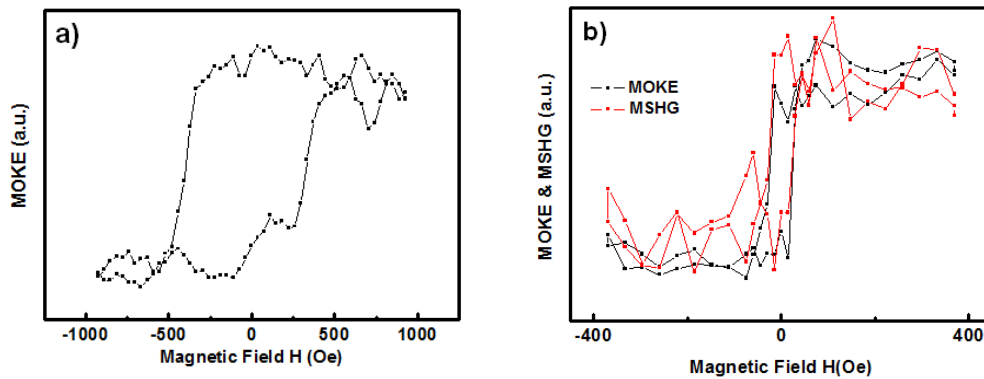 a)
MOKE (a.u.)
-1000
-500
0
500
1000
Magnetic Field H (Oe)
b)
MOKE & MSHG (a.u.)
MOKE
MSHG
-400
0
400
Magnetic Field H(Oe)